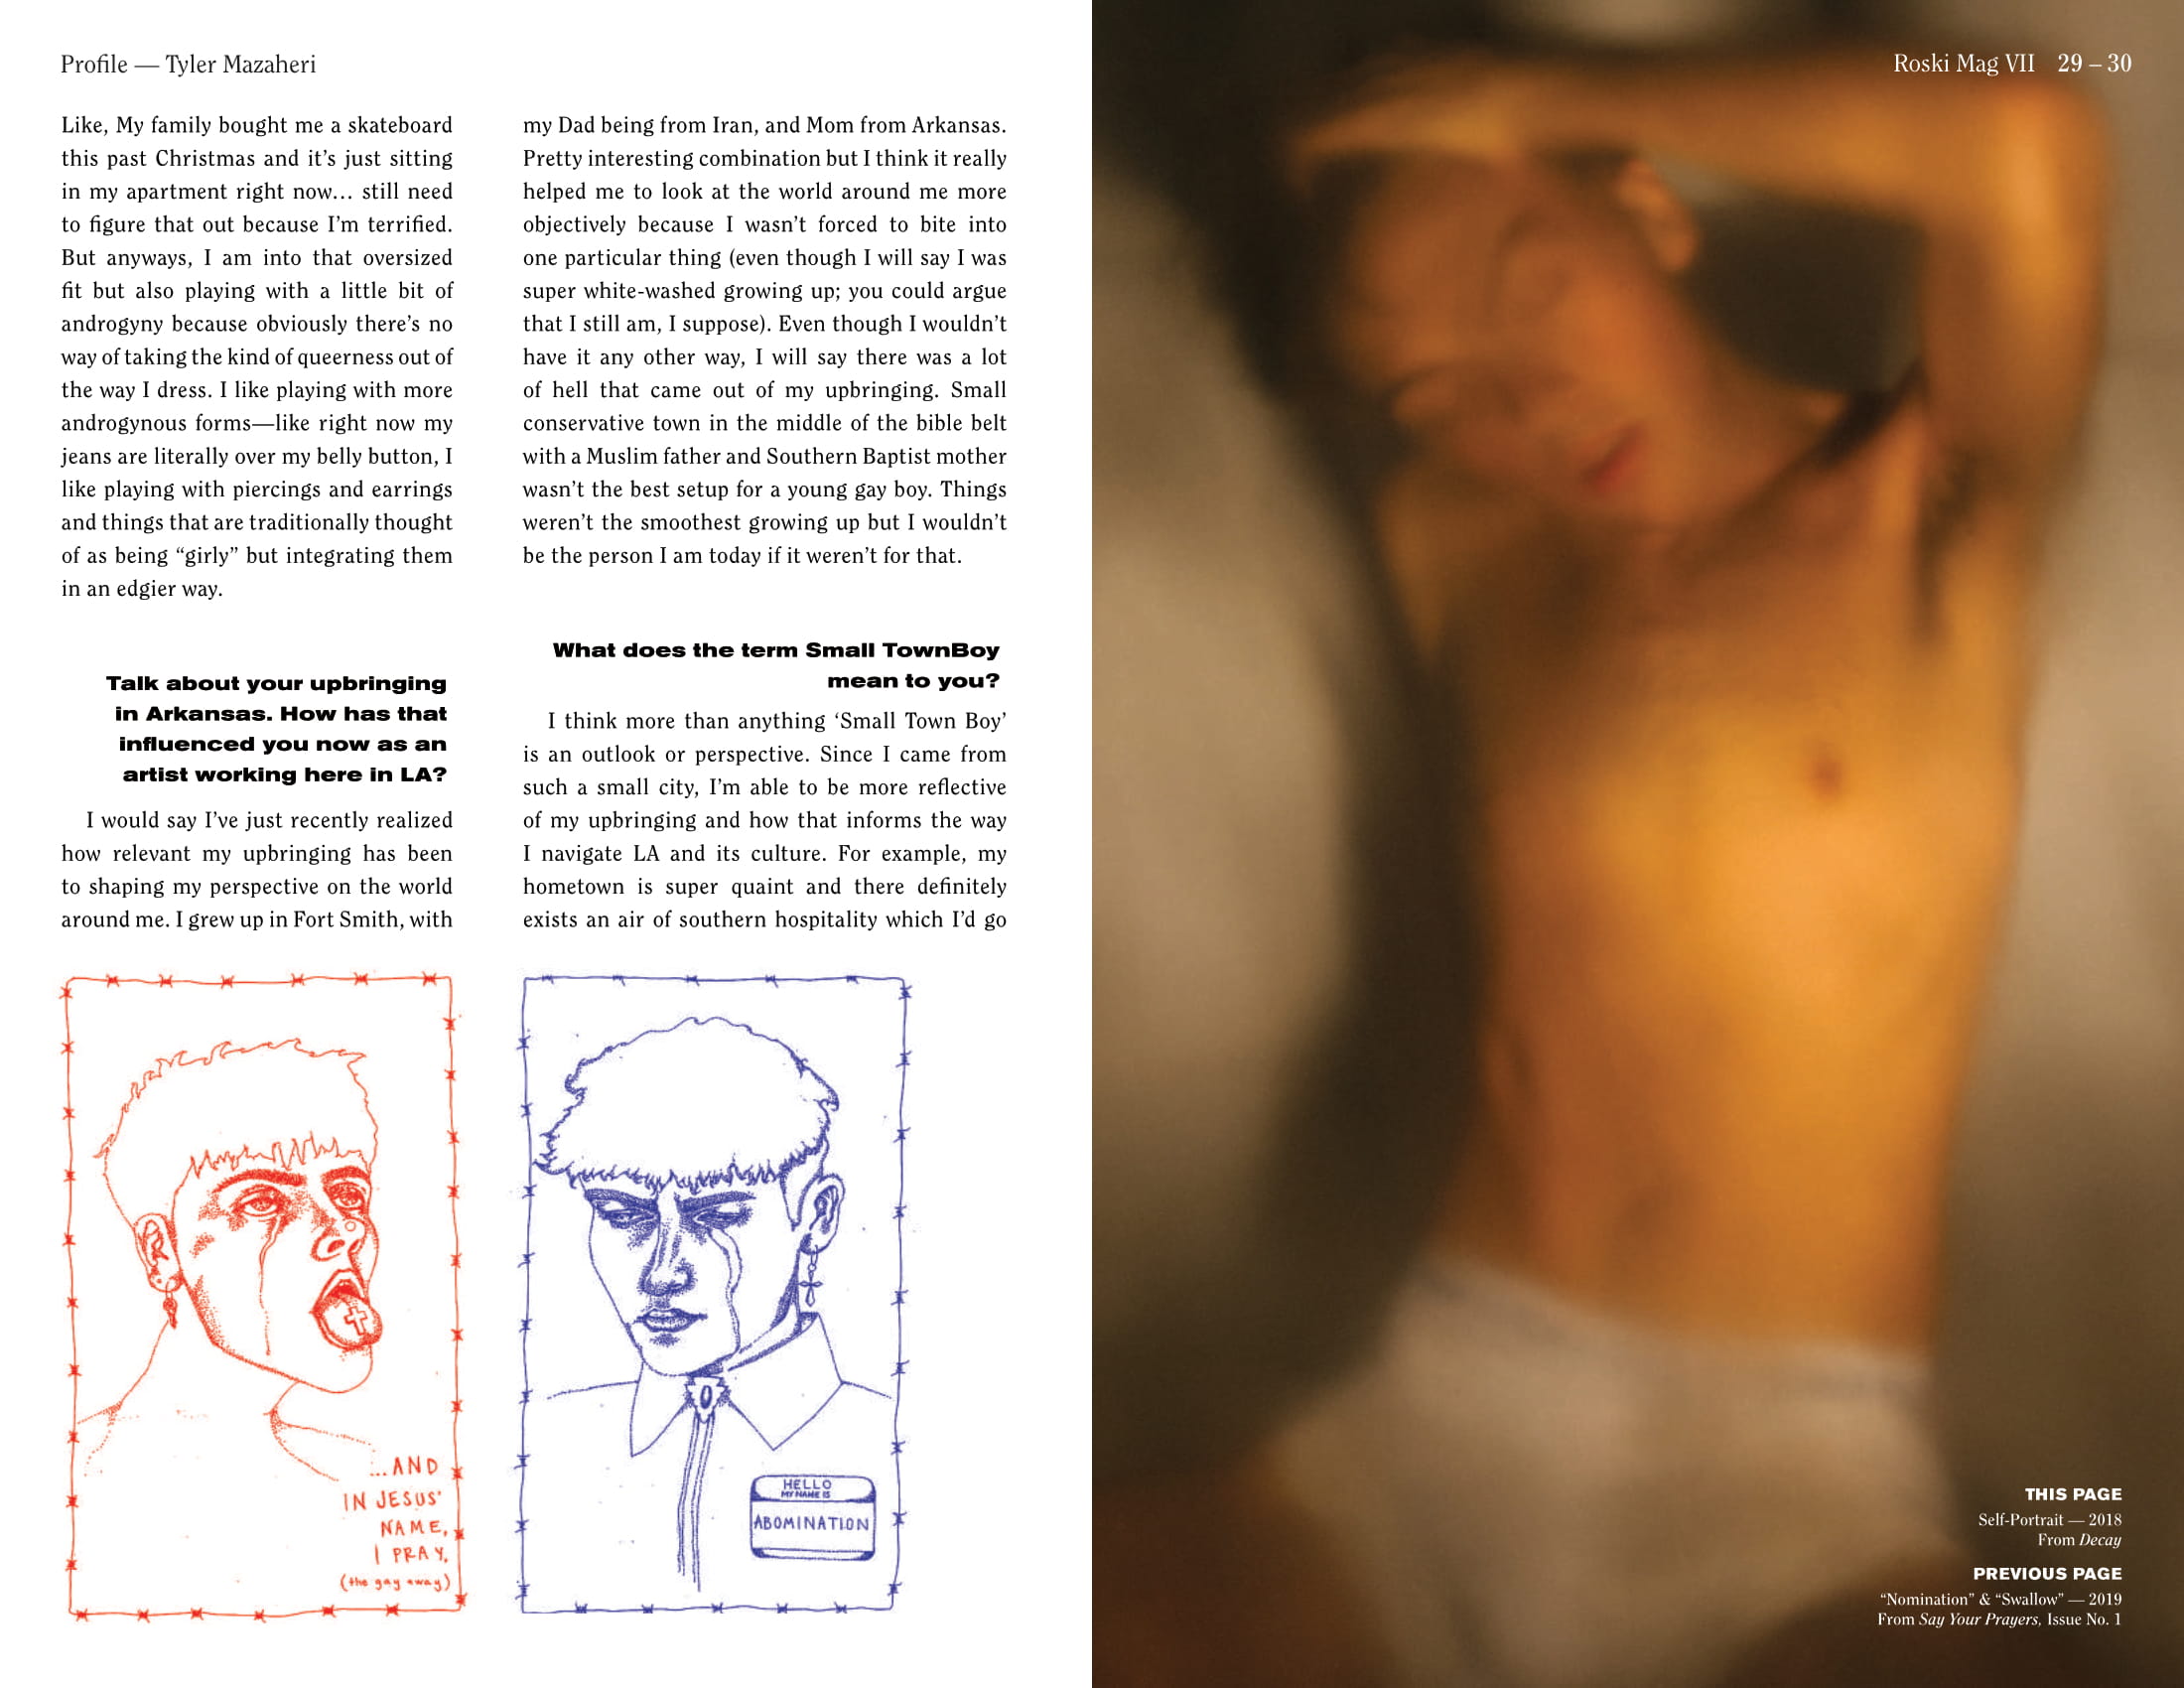 Profile — Tyler Mazaheri
Roski Mag VII 29 – 30
Like, My family bought me a skateboard
this past Christmas and it’s just sitting
in my apartment right now… still need
to figure that out because I’m terrified.
But anyways, I am into that oversized
fit but also playing with a little bit of
androgyny because obviously there’s no
way of taking the kind of queerness out of
the way I dress. I like playing with more
androgynous forms—like right now my
jeans are literally over my belly button, I
like playing with piercings and earrings
and things that are traditionally thought
of as being “girly” but integrating them
in an edgier way.
Talk about your upbringing
in Arkansas. How has that
influenced you now as an
artist working here in LA?
I would say I’ve just recently realized
how relevant my upbringing has been
to shaping my perspective on the world
around me. I grew up in Fort Smith, with
my Dad being from Iran, and Mom from Arkansas.
Pretty interesting combination but I think it really
helped me to look at the world around me more
objectively because I wasn’t forced to bite into
one particular thing (even though I will say I was
super white-washed growing up; you could argue
that I still am, I suppose). Even though I wouldn’t
have it any other way, I will say there was a lot
of hell that came out of my upbringing. Small
conservative town in the middle of the bible belt
with a Muslim father and Southern Baptist mother
wasn’t the best setup for a young gay boy. Things
weren’t the smoothest growing up but I wouldn’t
be the person I am today if it weren’t for that.
What does the term Small TownBoy
mean to you?
I think more than anything ‘Small Town Boy’
is an outlook or perspective. Since I came from
such a small city, I’m able to be more reflective
of my upbringing and how that informs the way
I navigate LA and its culture. For example, my
hometown is super quaint and there definitely
exists an air of southern hospitality which I’d go
...AND
IN JESUS'
NAME,
I PRAY.
(the gay away)
HELLO
MY NAME IS
ABOMINATION
THIS PAGE
Self-Portrait — 2018
From Decay
PREVIOUS PAGE
“Nomination” & “Swallow” — 2019
From Say Your Prayers, Issue No. 1